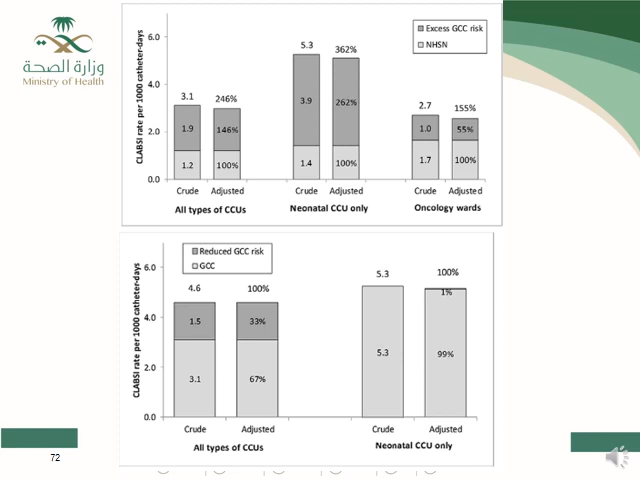 وزارة الصحة
Ministry of Health
CLABSI rate per 1000 catheter-days
6.0
4.0
2.0
0.0
Excess GCC risk
NHSN
3.1
246%
1.9
146%
1.2
100%
5.3
362%
3.9
262%
1.4
100%
2.7
155%
1.0
55%
1.7
100%
Crude
Adjusted
Crude
Adjusted
Crude
Adjusted
All types of CCUs
Neonatal CCU only
Oncology wards
CLABSI rate per 1000 catheter-days
6.0
4.0
2.0
0.0
Reduced GCC risk
GCC
4.6
100%
1.5
33%
3.1
67%
5.3
100%
1%
5.3
99%
Crude
Adjusted
Crude
Adjusted
All types of CCUs
Neonatal CCU only
72